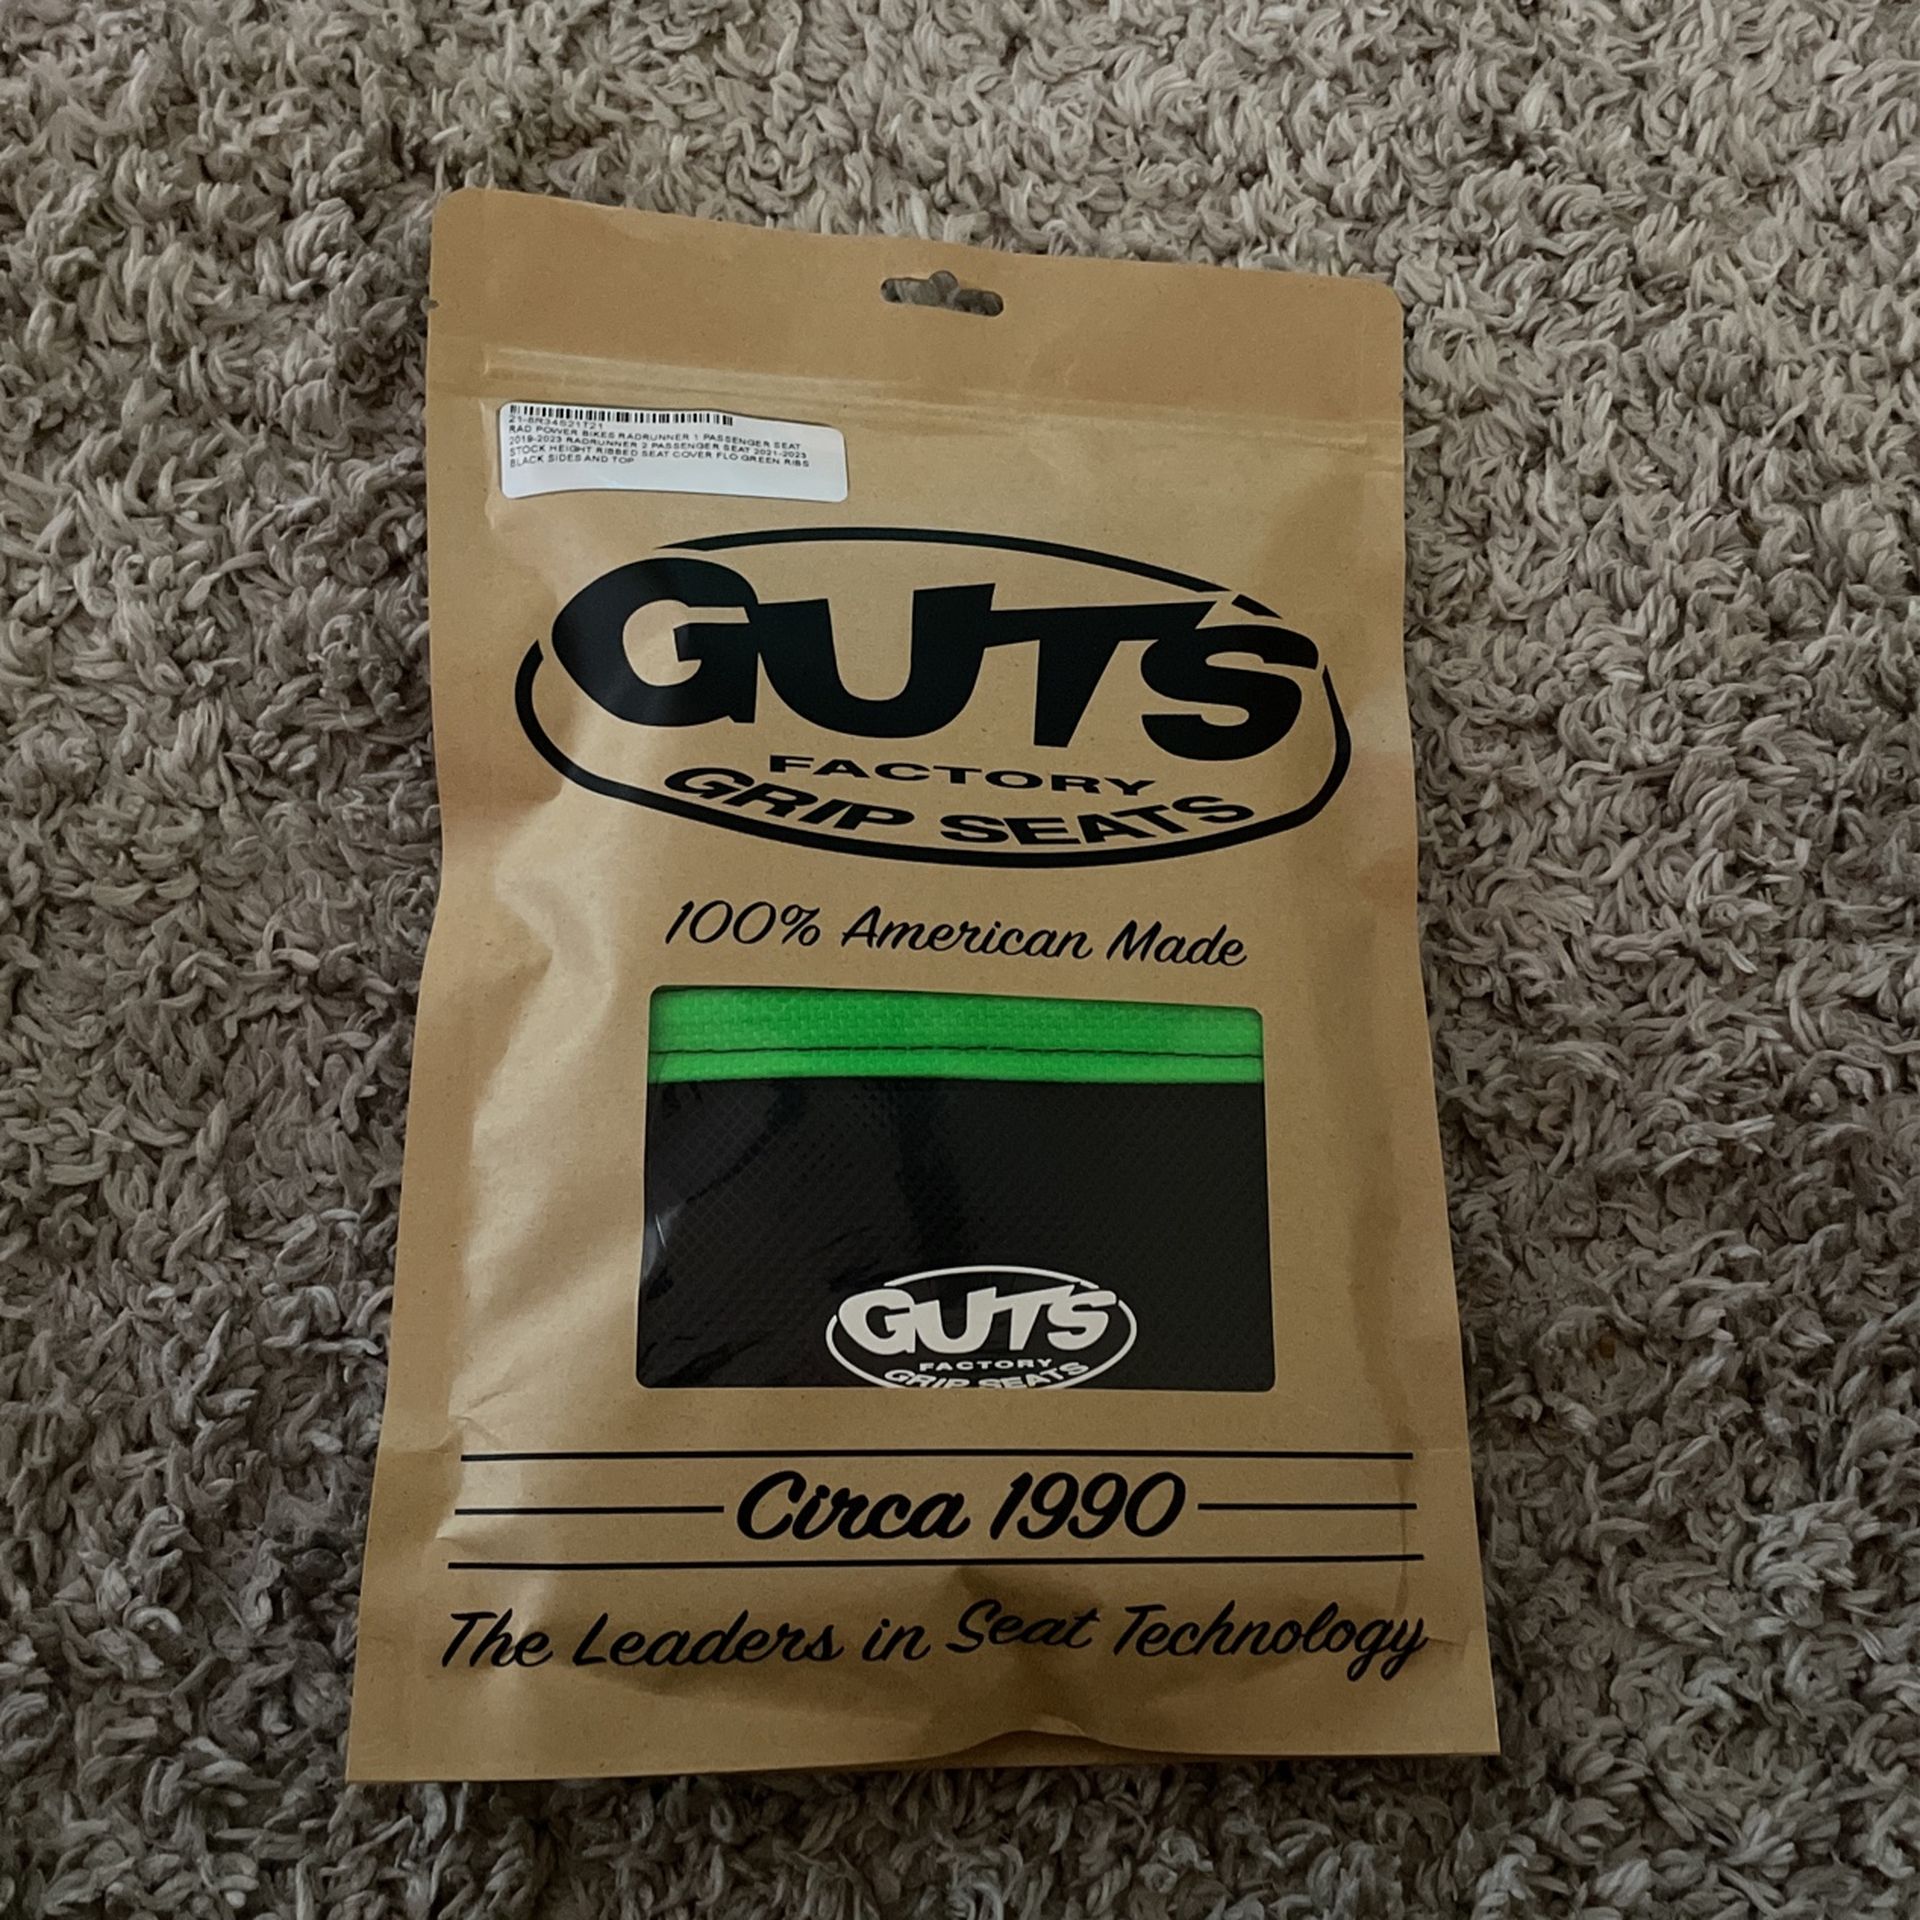 21-8R34S21T21
RAD POWER BIKES RADRUNNER 1 PASSENGER SEAT
2019-2023 RADRUNNER 2 PASSENGER SEAT 2021-2023
STOCK HEIGHT RIBBED SEAT COVER FLO GREEN RIBS
BLACK SIDES AND TOP
GUTS
FACTORY
GRIP SEATS
100% American Made
GUTS
FACTORY
GRIP SEATS
Circa 1990
The Leaders in Seat Technology